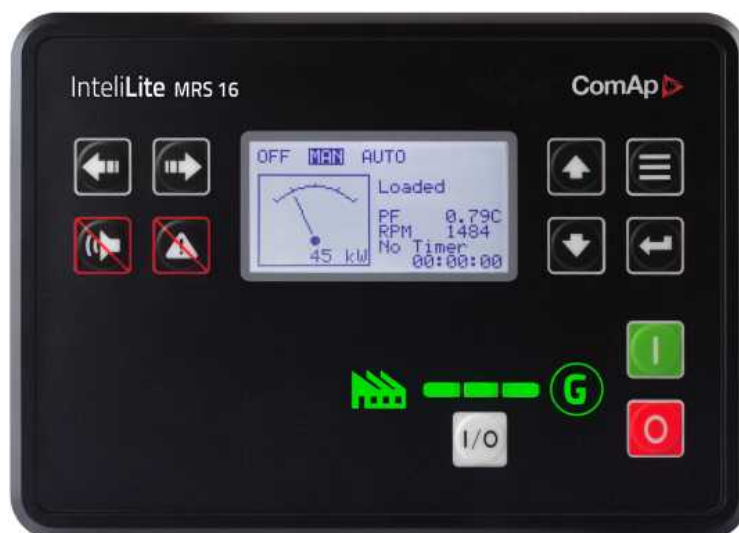 InteliLite MRS 16
ComAp
OFF MAN AUTO
Loaded
PF 0.79C
RPM 1484
No Timer
45 kW 00:00:00
G
I/O
I
O